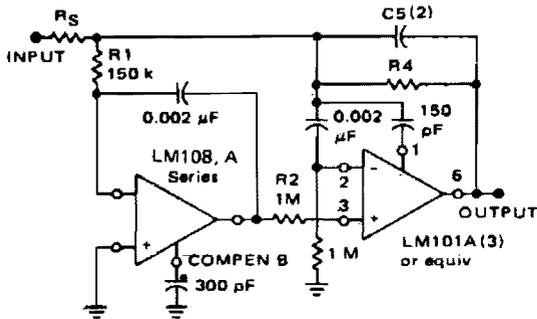 RS
C5(2)
INPUT
R1
150 k
R4
0.002 µF
0.002
µF
150
pF
1
LM108, A
Series
R2
1M
2
-
3
+
6
OUTPUT
+
COMPEN B
300 pF
1 M
LM101A(3)
or equiv